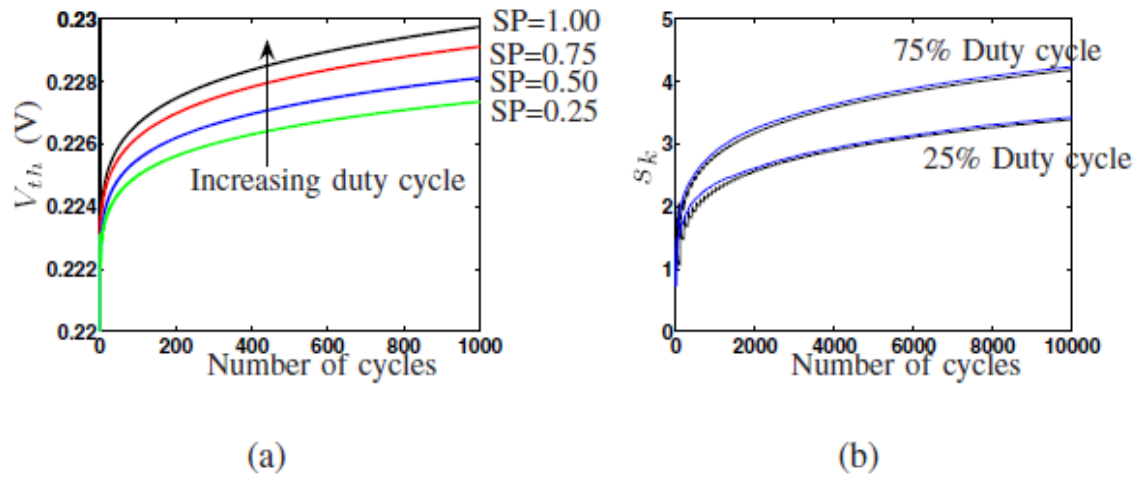 0.23
0.228
0.226
0.224
0.222
0.22
V_{th} (V)
SP=1.00
SP=0.75
SP=0.50
SP=0.25
Increasing duty cycle
0 200 400 600 800 1000
Number of cycles
(a)
5
4
3
2
1
0
s_k
75% Duty cycle
25% Duty cycle
0 2000 4000 6000 8000 10000
Number of cycles
(b)